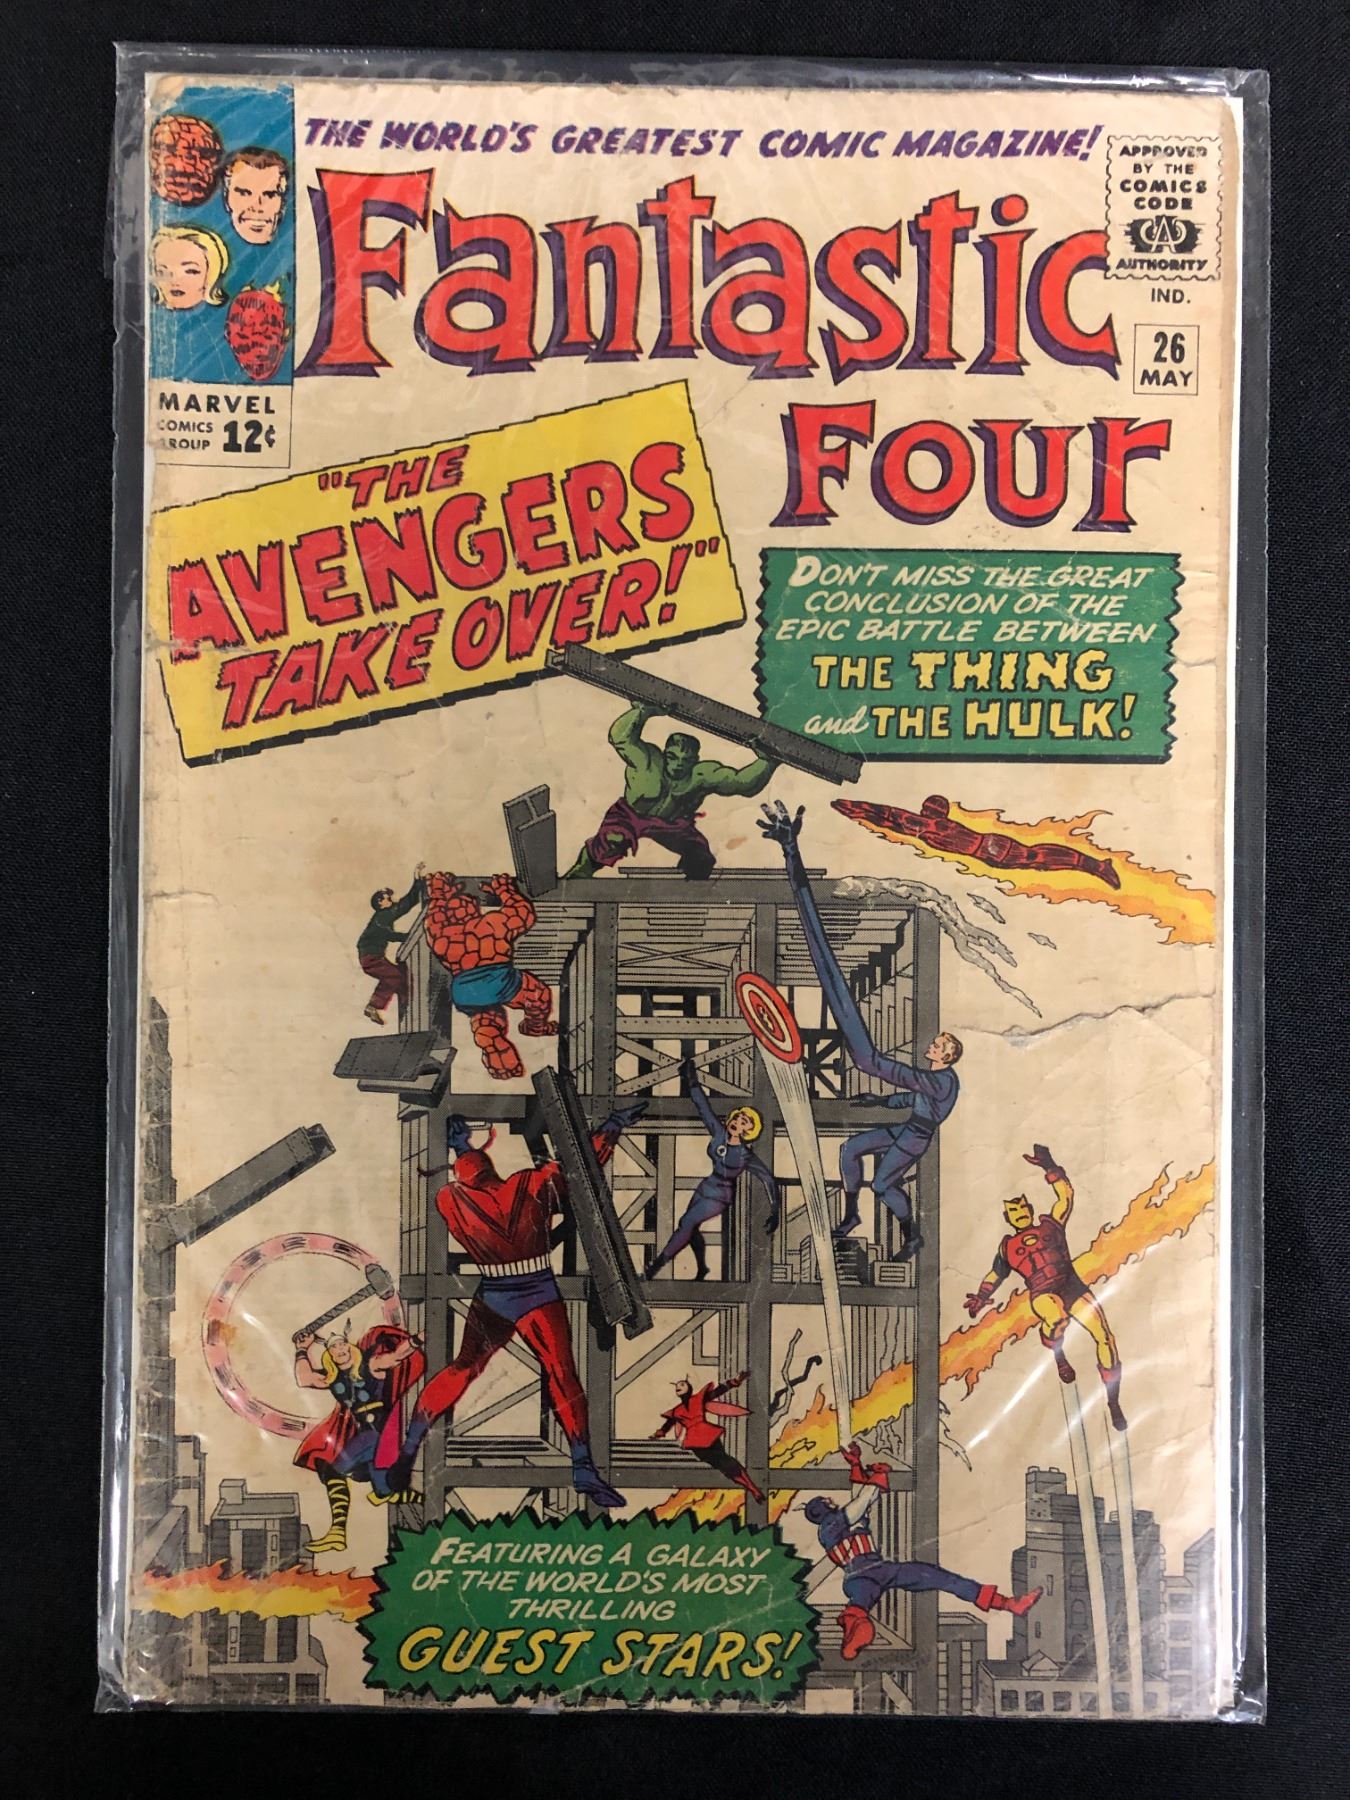 THE WORLD'S GREATEST COMIC MAGAZINE!
Fantastic
Four
APPROVED
BY THE
COMICS
CODE
CA
AUTHORITY
IND.
26
MAY
MARVEL
COMICS
GROUP 12¢
"THE
AVENGERS
TAKE OVER!"
DON'T MISS THE GREAT
CONCLUSION OF THE
EPIC BATTLE BETWEEN
THE THING
and THE HULK!
FEATURING A GALAXY
OF THE WORLD'S MOST
THRILLING
GUEST STARS!